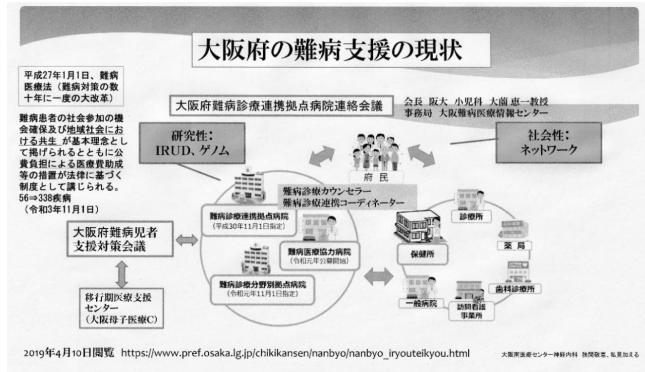 大阪府の難病支援の現状
平成27年1月1日、難病
医療法（難病対策の数
十年に一度の大改革）
大阪府難病診療連携拠点病院連絡会議
会長 阪大 小児科 大薗 恵一教授
事務局 大阪難病医療情報センター
難病患者の社会参加の機
会確保及び地域社会にお
ける共生 が基本理念とし
て掲げられるとともに公
費負担による医療費助成
等の措置が法律に基づく
制度として講じられる。
56⇒338疾病
（令和3年11月1日）
研究性：
IRUD、ゲノム
府民
社会性：
ネットワーク
難病診療カウンセラー
難病診療連携コーディネーター
難病診療連携拠点病院
（平成30年11月1日指定）
難病医療協力病院
（令和元年公募開始）
難病診療分野別拠点病院
（令和元年11月1日指定）
診療所
保健所
薬局
歯科診療所
一般病院
訪問看護
事業所
大阪府難病児者
支援対策会議
移行期医療支援
センター
（大阪母子医療C）
2019年4月10日閲覧 https://www.pref.osaka.lg.jp/chikikansen/nanbyo/nanbyo_iryouteikyou.html
大阪南医療センター神経内科 狭間敬憲、私見加える